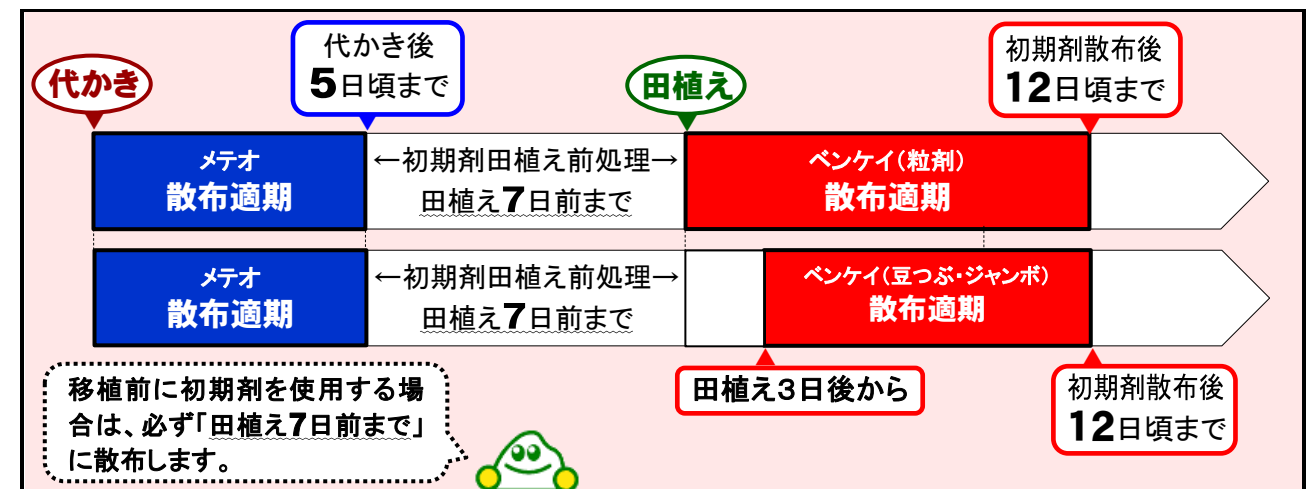 代かき
代かき後
5日頃まで
田植え
初期剤散布後
12日頃まで
メテオ
散布適期
←初期剤田植え前処理→
田植え7日前まで
ベンケイ(粒剤)
散布適期
メテオ
散布適期
←初期剤田植え前処理→
田植え7日前まで
ベンケイ(豆つぶ・ジャンボ)
散布適期
移植前に初期剤を使用する場
合は、必ず「田植え7日前まで」
に散布します。
田植え3日後から
初期剤散布後
12日頃まで